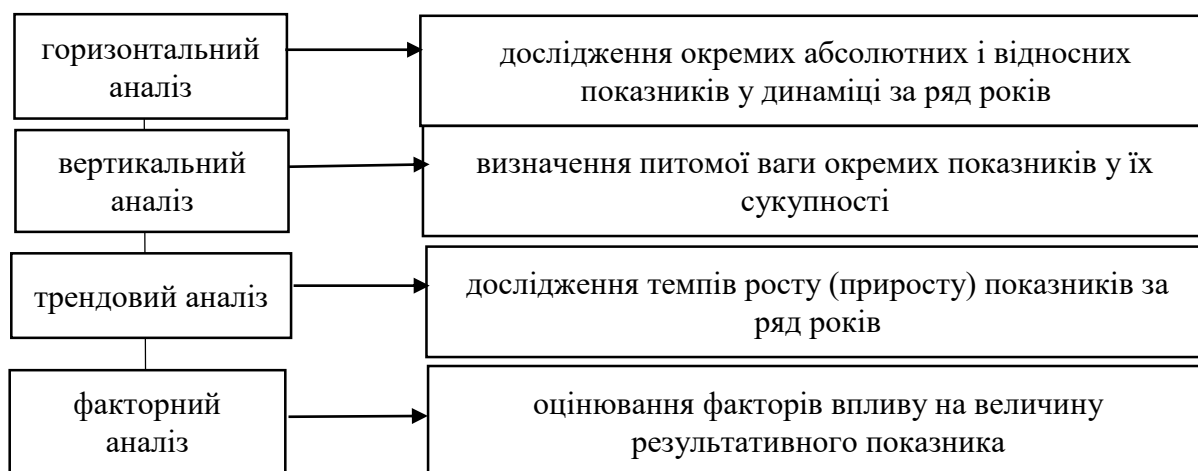 горизонтальний
аналіз
дослідження окремих абсолютних і відносних
показників у динаміці за ряд років
вертикальний
аналіз
визначення питомої ваги окремих показників у їх
сукупності
трендовий аналіз
дослідження темпів росту (приросту) показників за
ряд років
факторний
аналіз
оцінювання факторів впливу на величину
результативного показника